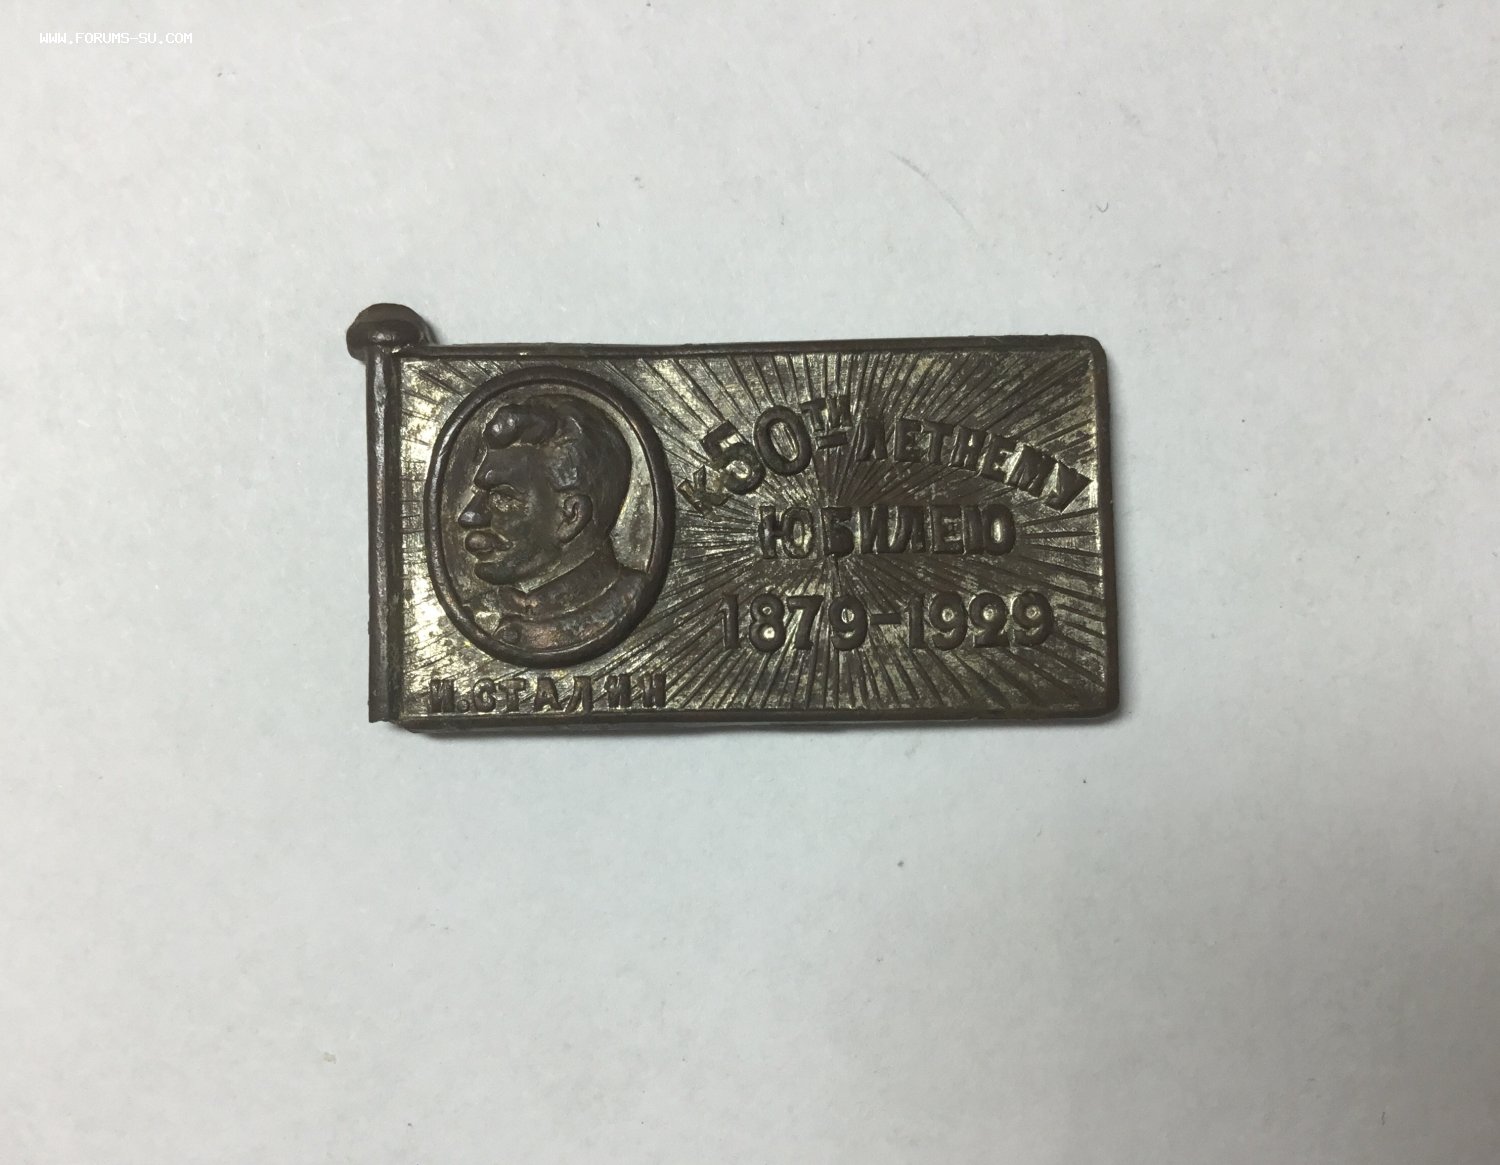 WWW.FORUMS-SU.COM
К 50ТИ-ЛЕТНЕМУ
ЮБИЛЕЮ
1879-1929
И.СТАЛИН